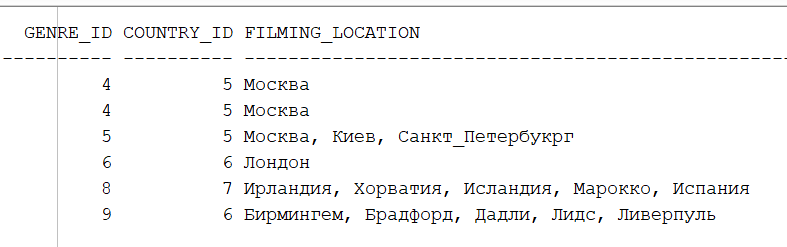 GENRE_ID COUNTRY_ID FILMING_LOCATION
---------- ---------- --------------------------------------------------
4 5 Москва
4 5 Москва
5 5 Москва, Киев, Санкт_Петербукрг
6 6 Лондон
8 7 Ирландия, Хорватия, Исландия, Марокко, Испания
9 6 Бирмингем, Брадфорд, Дадли, Лидс, Ливерпуль